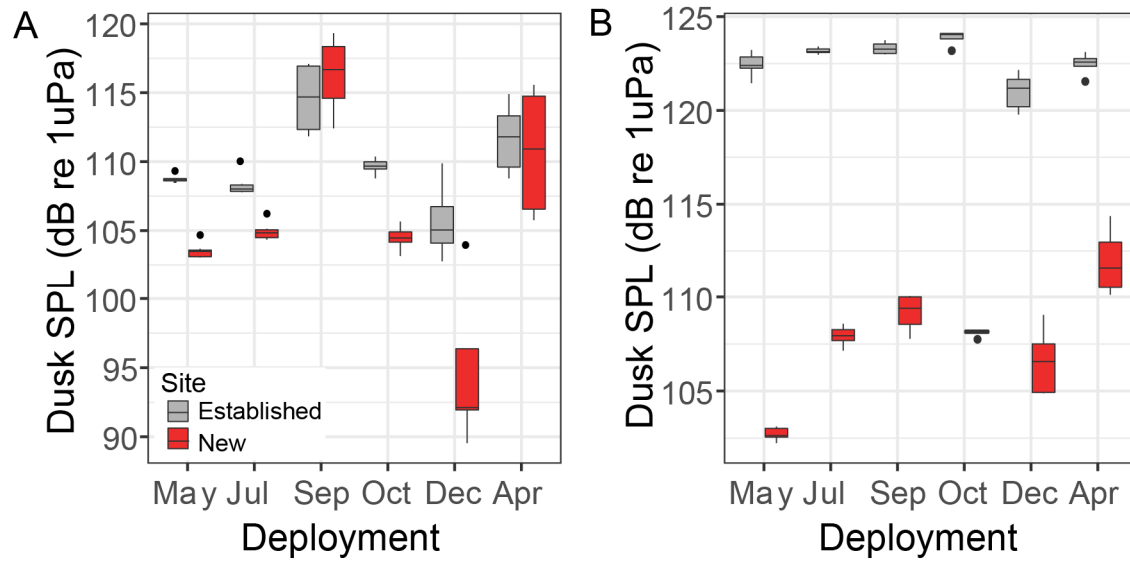 A
Dusk SPL (dB re 1uPa)
120
115
110
105
100
95
90
Site
Established
New
May Jul Sep Oct Dec Apr
Deployment
B
Dusk SPL (dB re 1uPa)
125
120
115
110
105
May Jul Sep Oct Dec Apr
Deployment